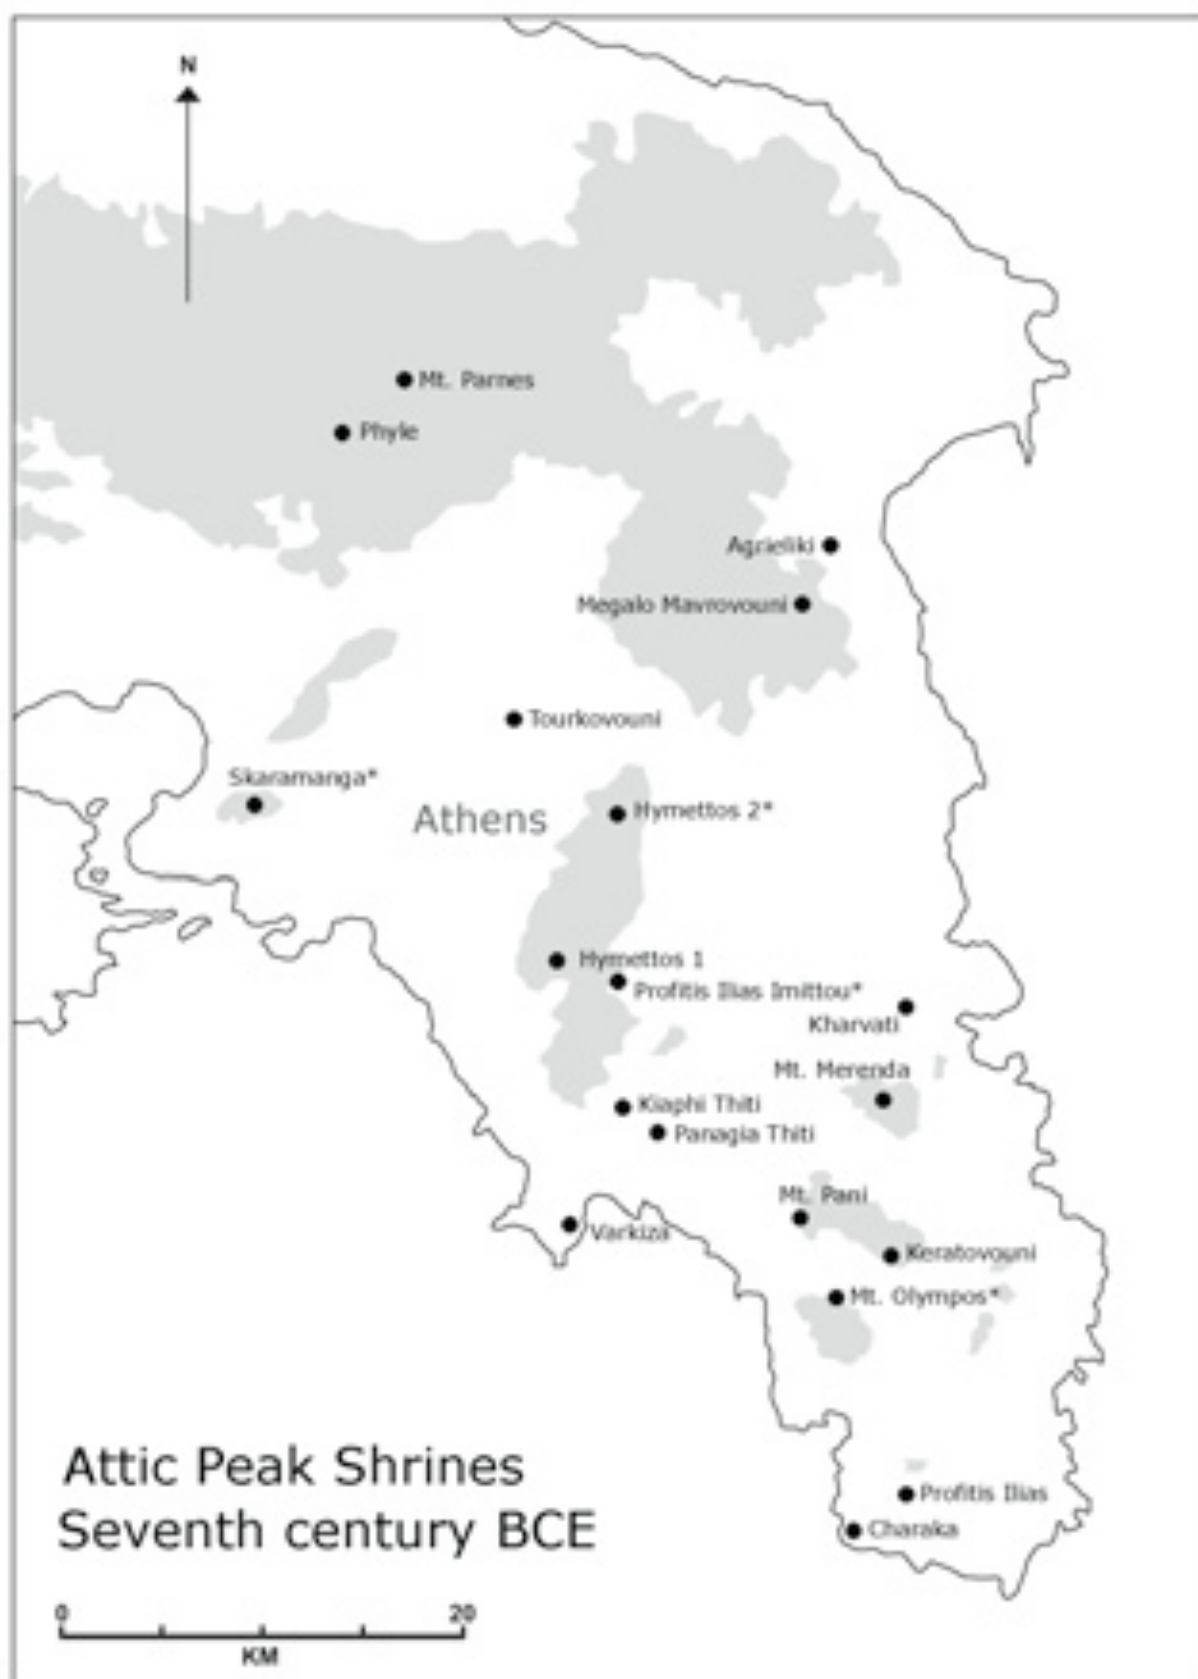 N
Mt. Parnes
Phyle
Agrieliki
Megalo Mavrovouni
Tourkovouni
Skaramanga*
Athens
Hymettos 2*
Hymettos 1
Profitis Ilias Imittou*
Kharvati
Mt. Merenda
Kiaphi Thiti
Panagia Thiti
Mt. Pani
Varkiza
Keratovouni
Mt. Olympos*
Attic Peak Shrines
Seventh century BCE
Profitis Ilias
Charaka
0 20
KM